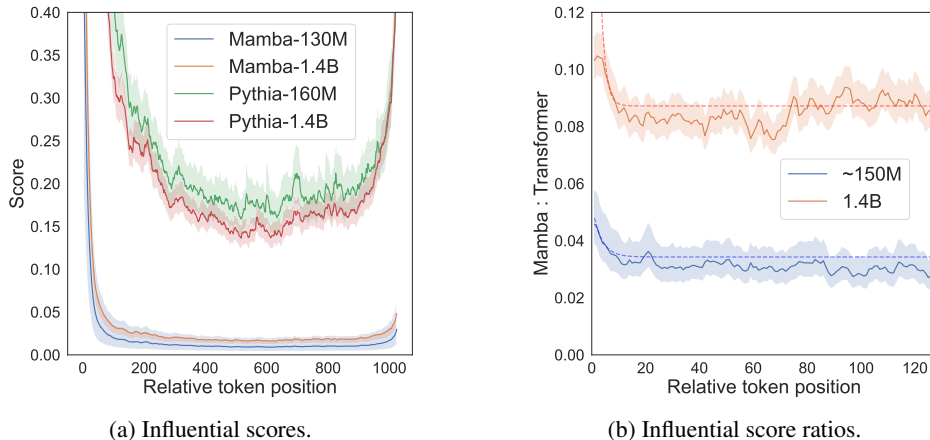 0.40
0.35
0.30
0.25
0.20
0.15
0.10
0.05
0.00
Score
0 200 400 600 800 1000
Relative token position
Mamba-130M
Mamba-1.4B
Pythia-160M
Pythia-1.4B
(a) Influential scores.
0.12
0.10
0.08
0.06
0.04
0.02
0.00
Mamba : Transformer
0 20 40 60 80 100 120
Relative token position
~150M
1.4B
(b) Influential score ratios.